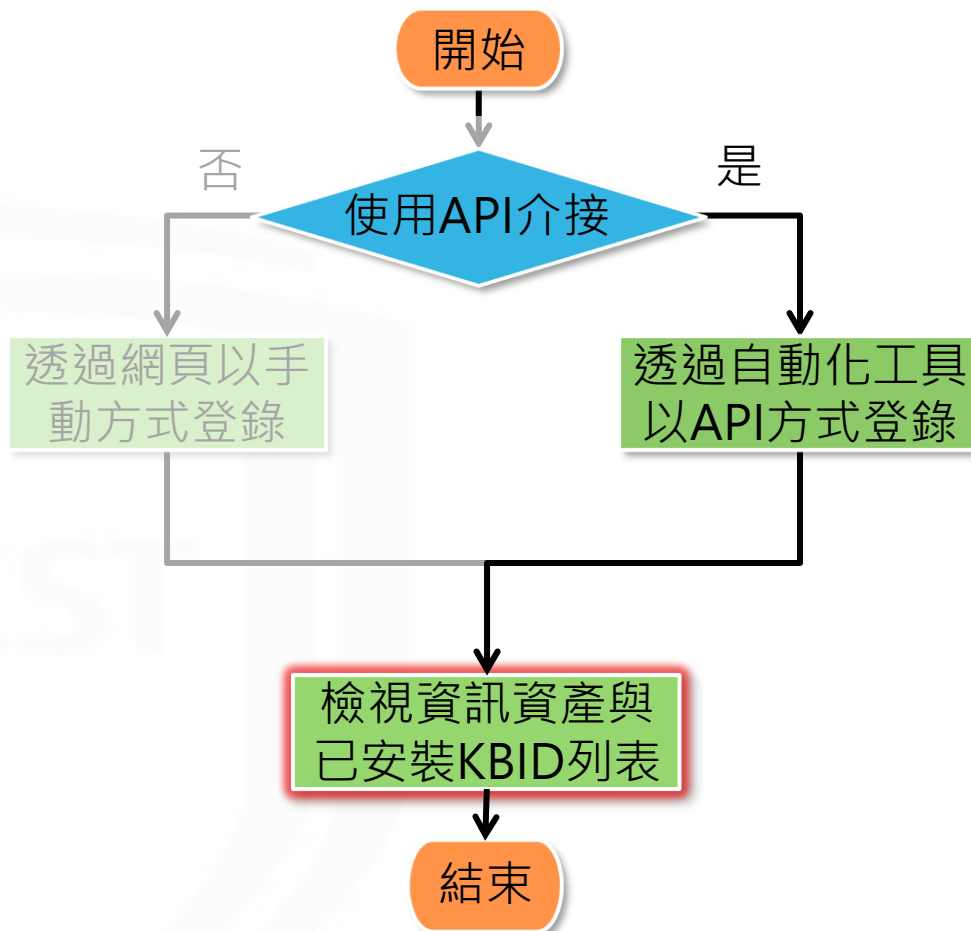 開始
否
是
使用API介接
透過網頁以手
動方式登錄
透過自動化工具
以API方式登錄
檢視資訊資產與
已安裝KBID列表
結束